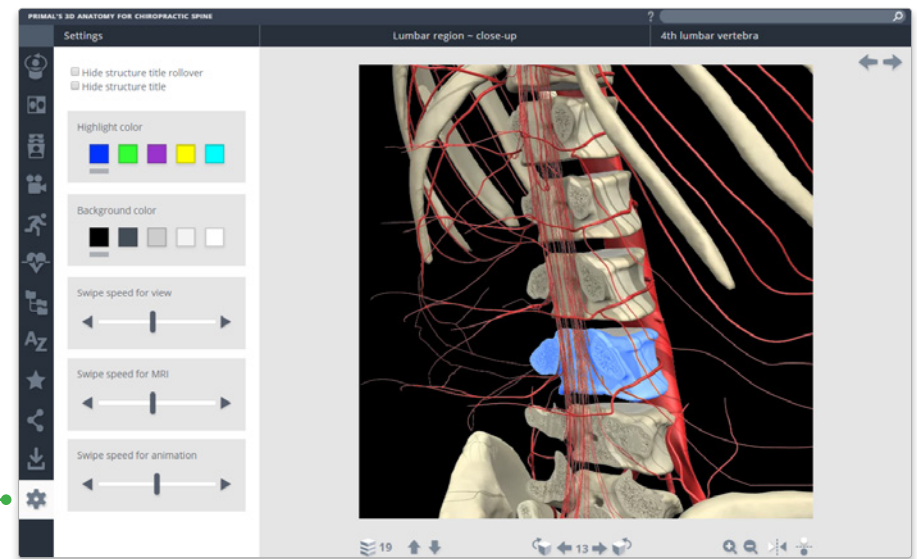 PRIMAL'S 3D ANATOMY FOR CHIROPRACTIC SPINE
?
Settings
Lumbar region – close-up
4th lumbar vertebra
Hide structure title rollover
Hide structure title
Highlight color
Background color
Swipe speed for view
Swipe speed for MRI
Swipe speed for animation
AZ
19
13